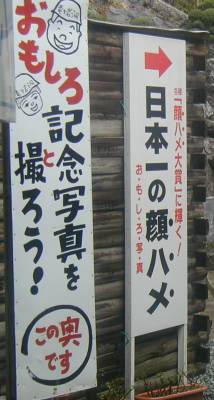 おもしろ
記念写真を
と
撮ろう!
この奥
です
日本一の顔ハメ
「顔ハメ大賞」に輝く!
お・も・し・ろ・写・真